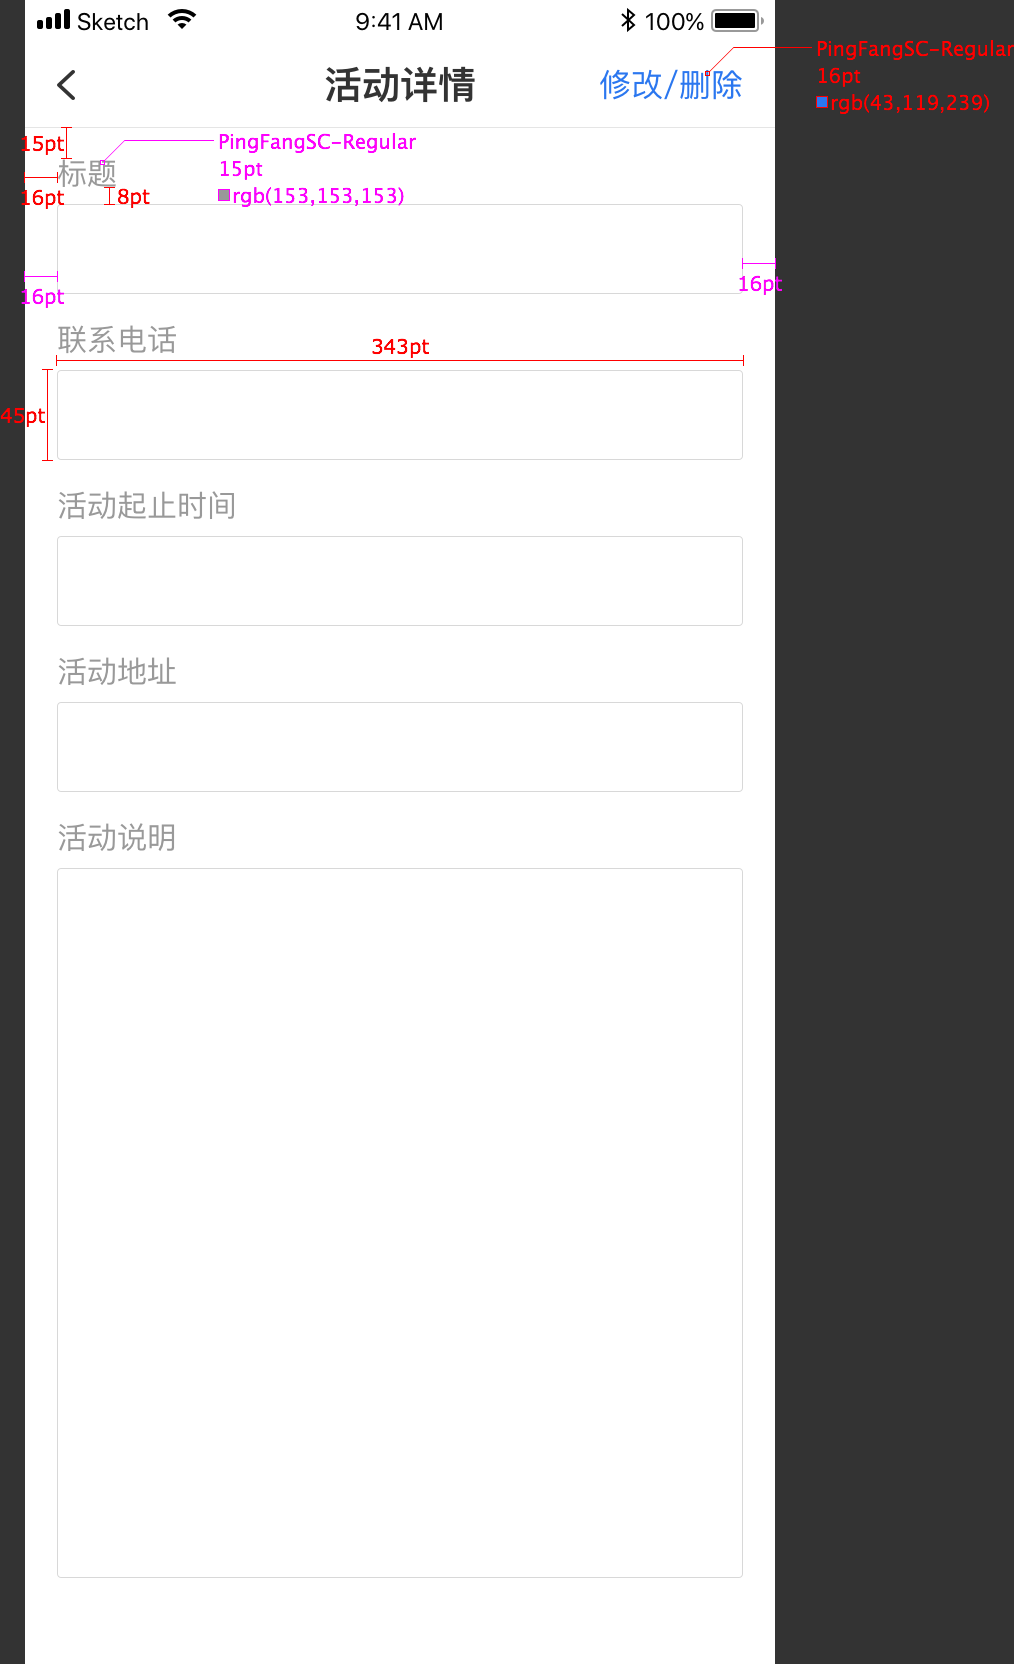 Sketch 9:41 AM 100%
活动详情 修改/删除
PingFangSC-Regular
16pt
rgb(43,119,239)
15pt
标题
PingFangSC-Regular
15pt
rgb(153,153,153)
16pt
8pt
16pt
16pt
联系电话
343pt
45pt
活动起止时间
活动地址
活动说明